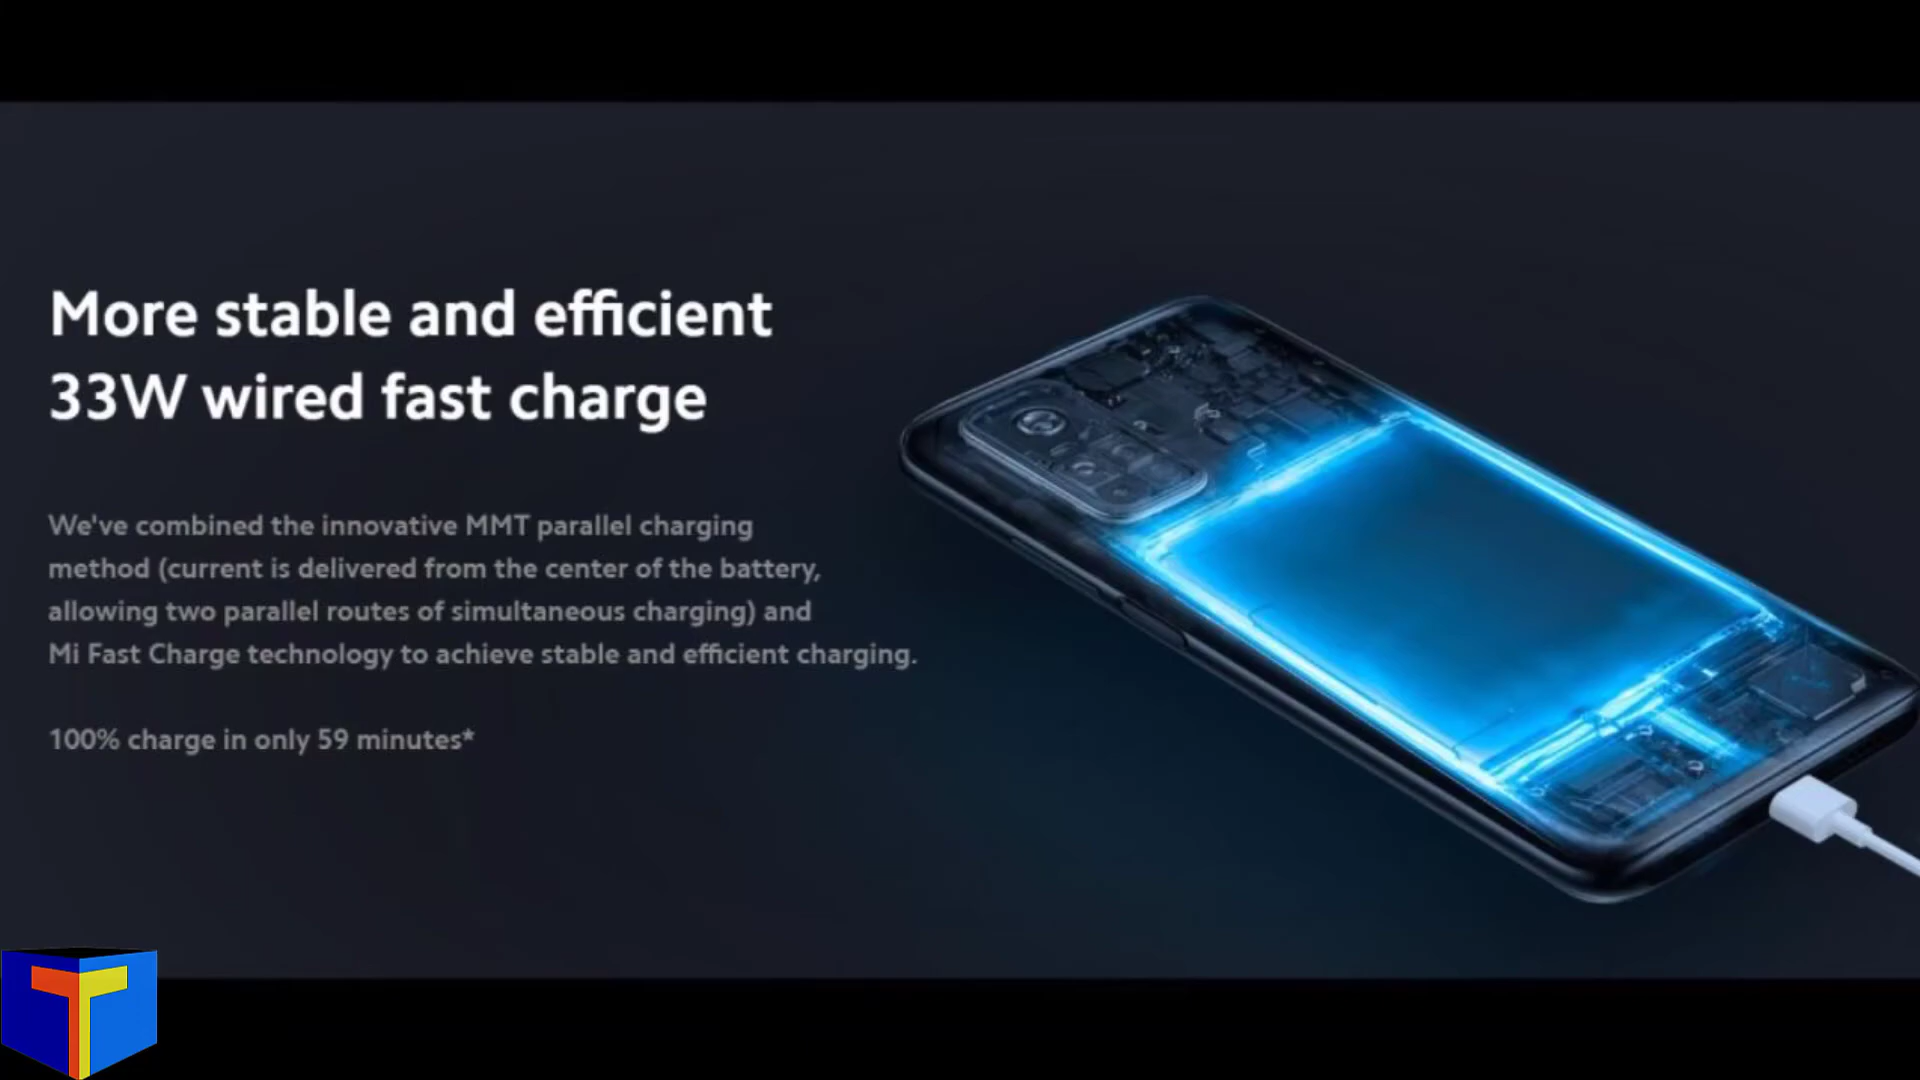 More stable and efficient
33W wired fast charge
We've combined the innovative MMT parallel charging
method (current is delivered from the center of the battery,
allowing two parallel routes of simultaneous charging) and
Mi Fast Charge technology to achieve stable and efficient charging.
100% charge in only 59 minutes*
T